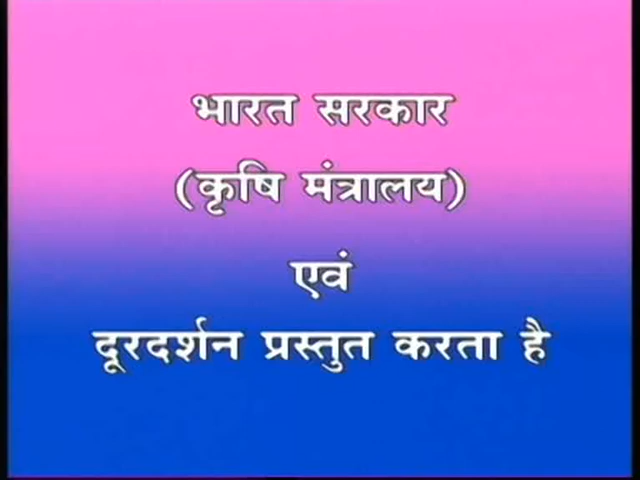 भारत सरकार
(कृषि मंत्रालय)
एवं
दूरदर्शन प्रस्तुत करता है